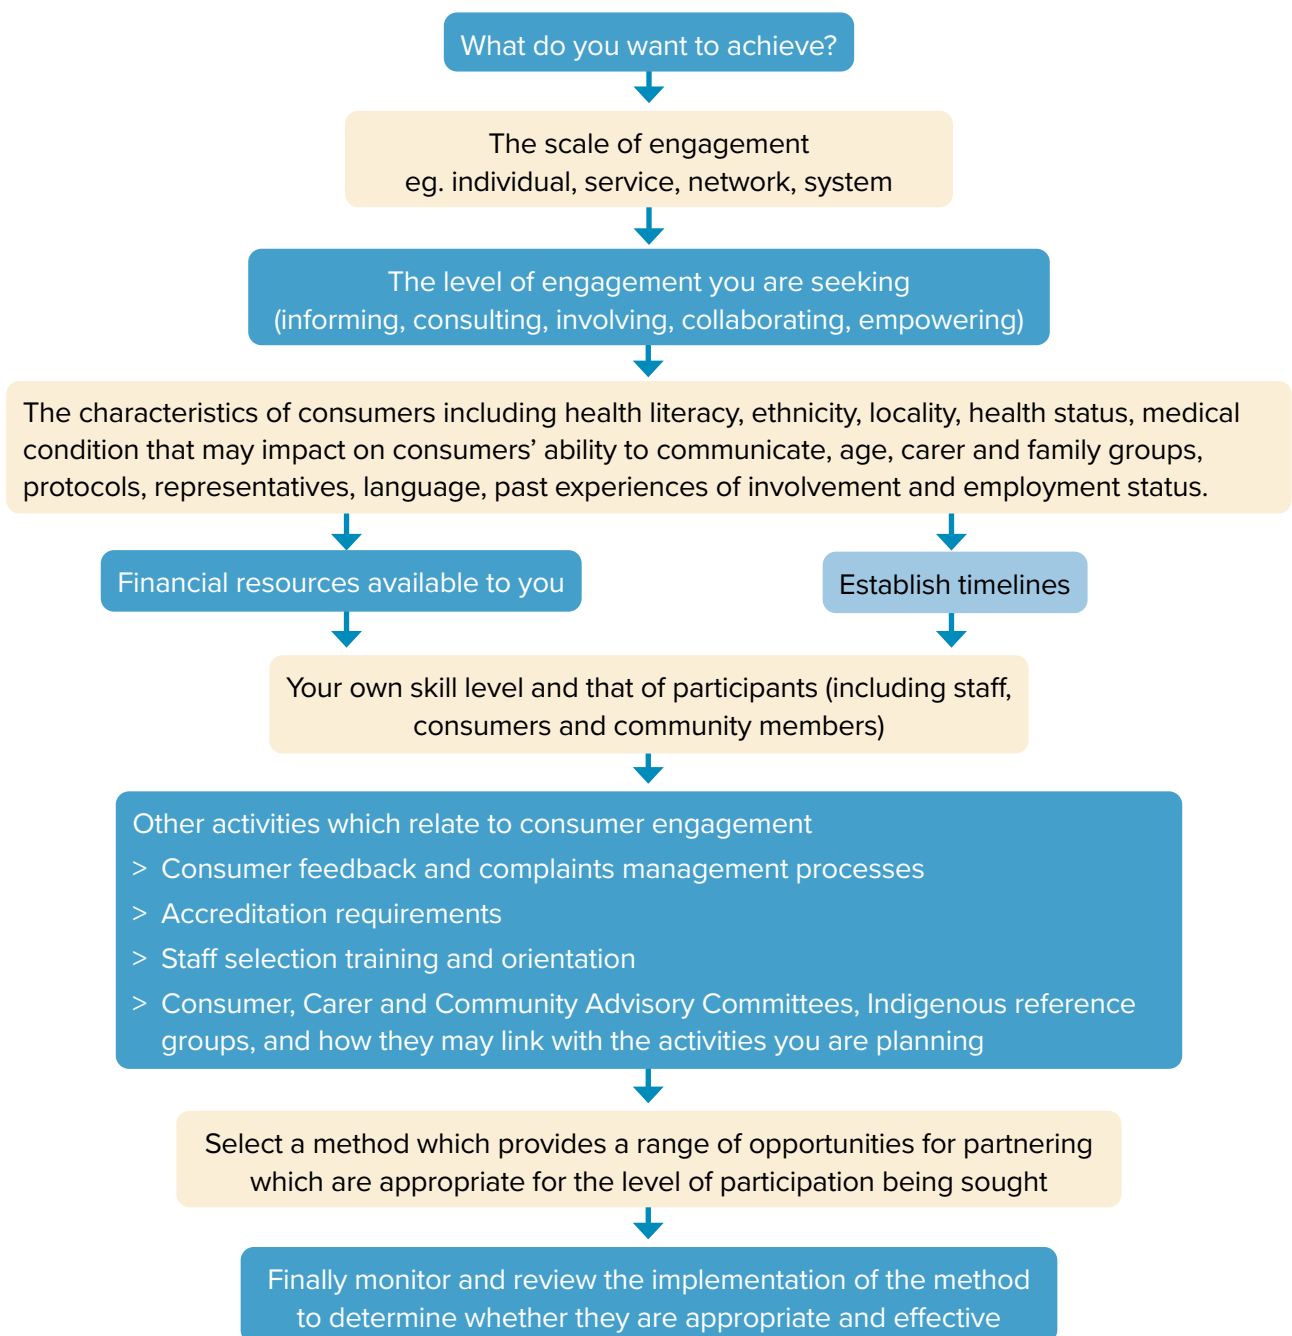 What do you want to achieve?
The scale of engagement
eg. individual, service, network, system
The level of engagement you are seeking
(informing, consulting, involving, collaborating, empowering)
The characteristics of consumers including health literacy, ethnicity, locality, health status, medical
condition that may impact on consumers’ ability to communicate, age, carer and family groups,
protocols, representatives, language, past experiences of involvement and employment status.
Financial resources available to you
Establish timelines
Your own skill level and that of participants (including staff,
consumers and community members)
Other activities which relate to consumer engagement
> Consumer feedback and complaints management processes
> Accreditation requirements
> Staff selection training and orientation
> Consumer, Carer and Community Advisory Committees, Indigenous reference
groups, and how they may link with the activities you are planning
Select a method which provides a range of opportunities for partnering
which are appropriate for the level of participation being sought
Finally monitor and review the implementation of the method
to determine whether they are appropriate and effective